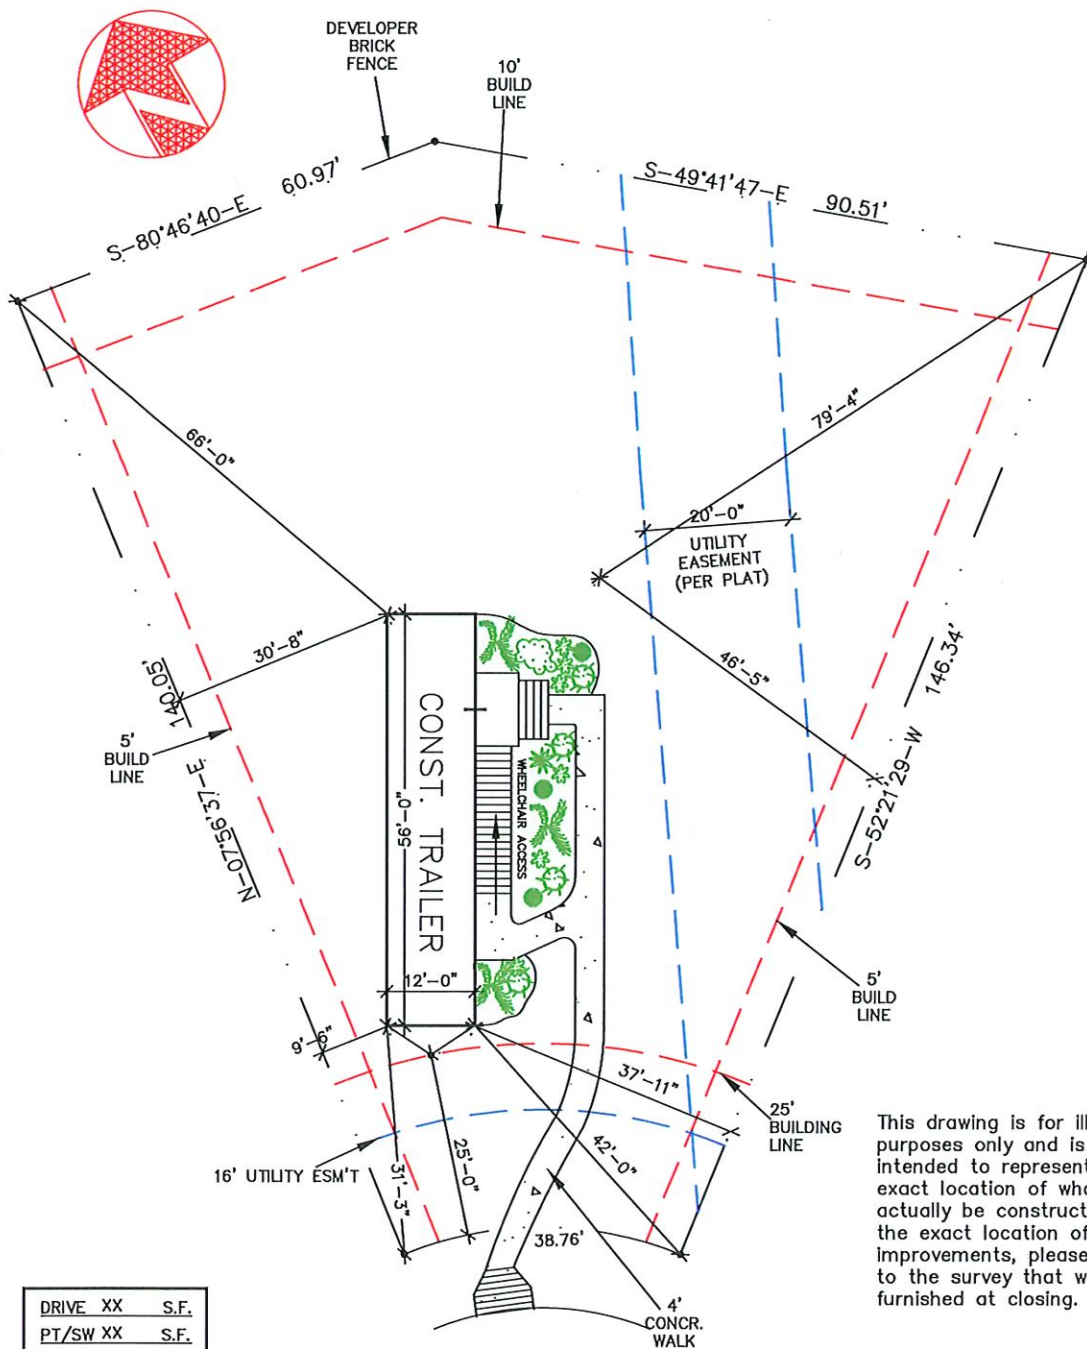 DEVELOPER
BRICK
FENCE
10'
BUILD
LINE
S-80°46'40-E 60.97'
S-49°41'47-E 90.51'
66'-0"
79'-4"
20'-0"
UTILITY
EASEMENT
(PER PLAT)
30'-8"
46'-5"
140.05'
N-07°56'37-E
146.34'
S-52°21'29-W
5'
BUILD
LINE
CONST. TRAILER
56'-0"
WHEELCHAIR ACCESS
12'-0"
5'
BUILD
LINE
9'-6"
37'-11"
25'
BUILDING
LINE
16' UTILITY ESM'T
31'-3"
25'-0"
42'-0"
38.76'
4'
CONCR.
WALK
This drawing is for
purposes only and is
intended to represent
exact location of
actually be
the exact location of
improvements, please
to the survey that
furnished at closing.
DRIVE XX S.F.
PT/SW XX S.F.